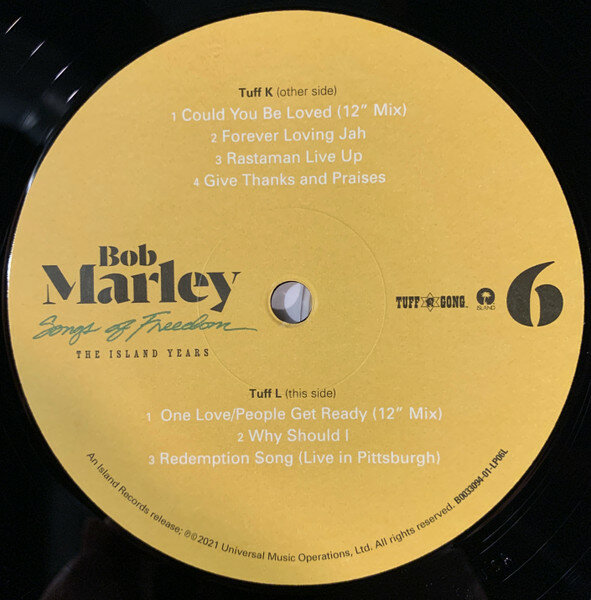 Tuff K (other side)
1 Could You Be Loved (12” Mix)
2 Forever Loving Jah
3 Rastaman Live Up
4 Give Thanks and Praises
Bob
Marley
Songs of Freedom
THE ISLAND YEARS
TUFF GONG
ISLAND
6
Tuff L (this side)
1 One Love/People Get Ready (12” Mix)
2 Why Should I
3 Redemption Song (Live in Pittsburgh)
An Island Records release; ℗©2021 Universal Music Operations, Ltd. All rights reserved. B0033094-01-LP06L